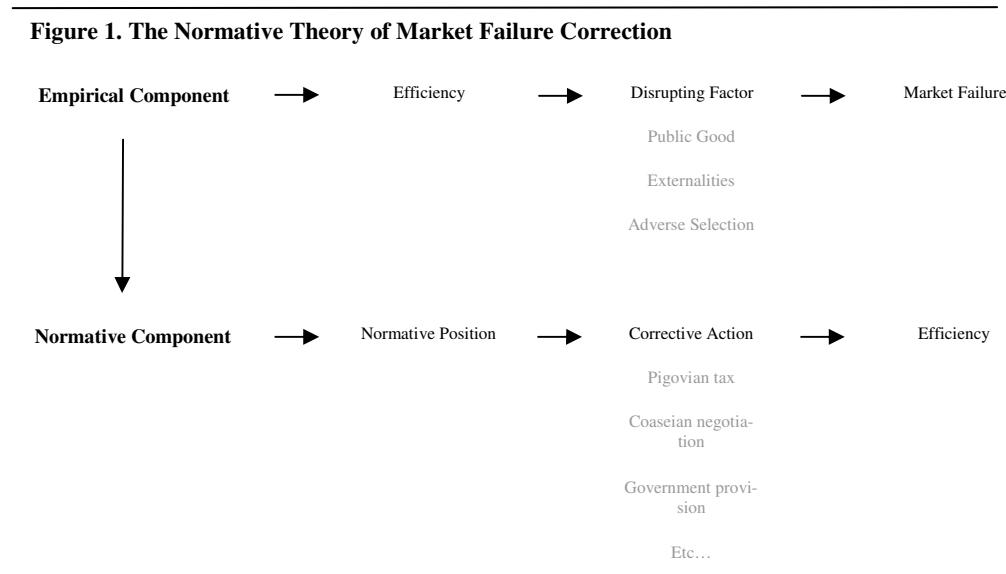 Figure 1. The Normative Theory of Market Failure Correction
Empirical Component Efficiency Disrupting Factor Market Failure
Public Good
Externalities
Adverse Selection
Normative Component Normative Position Corrective Action Efficiency
Pigovian tax
Coaseian negotia-
tion
Government provi-
sion
Etc…